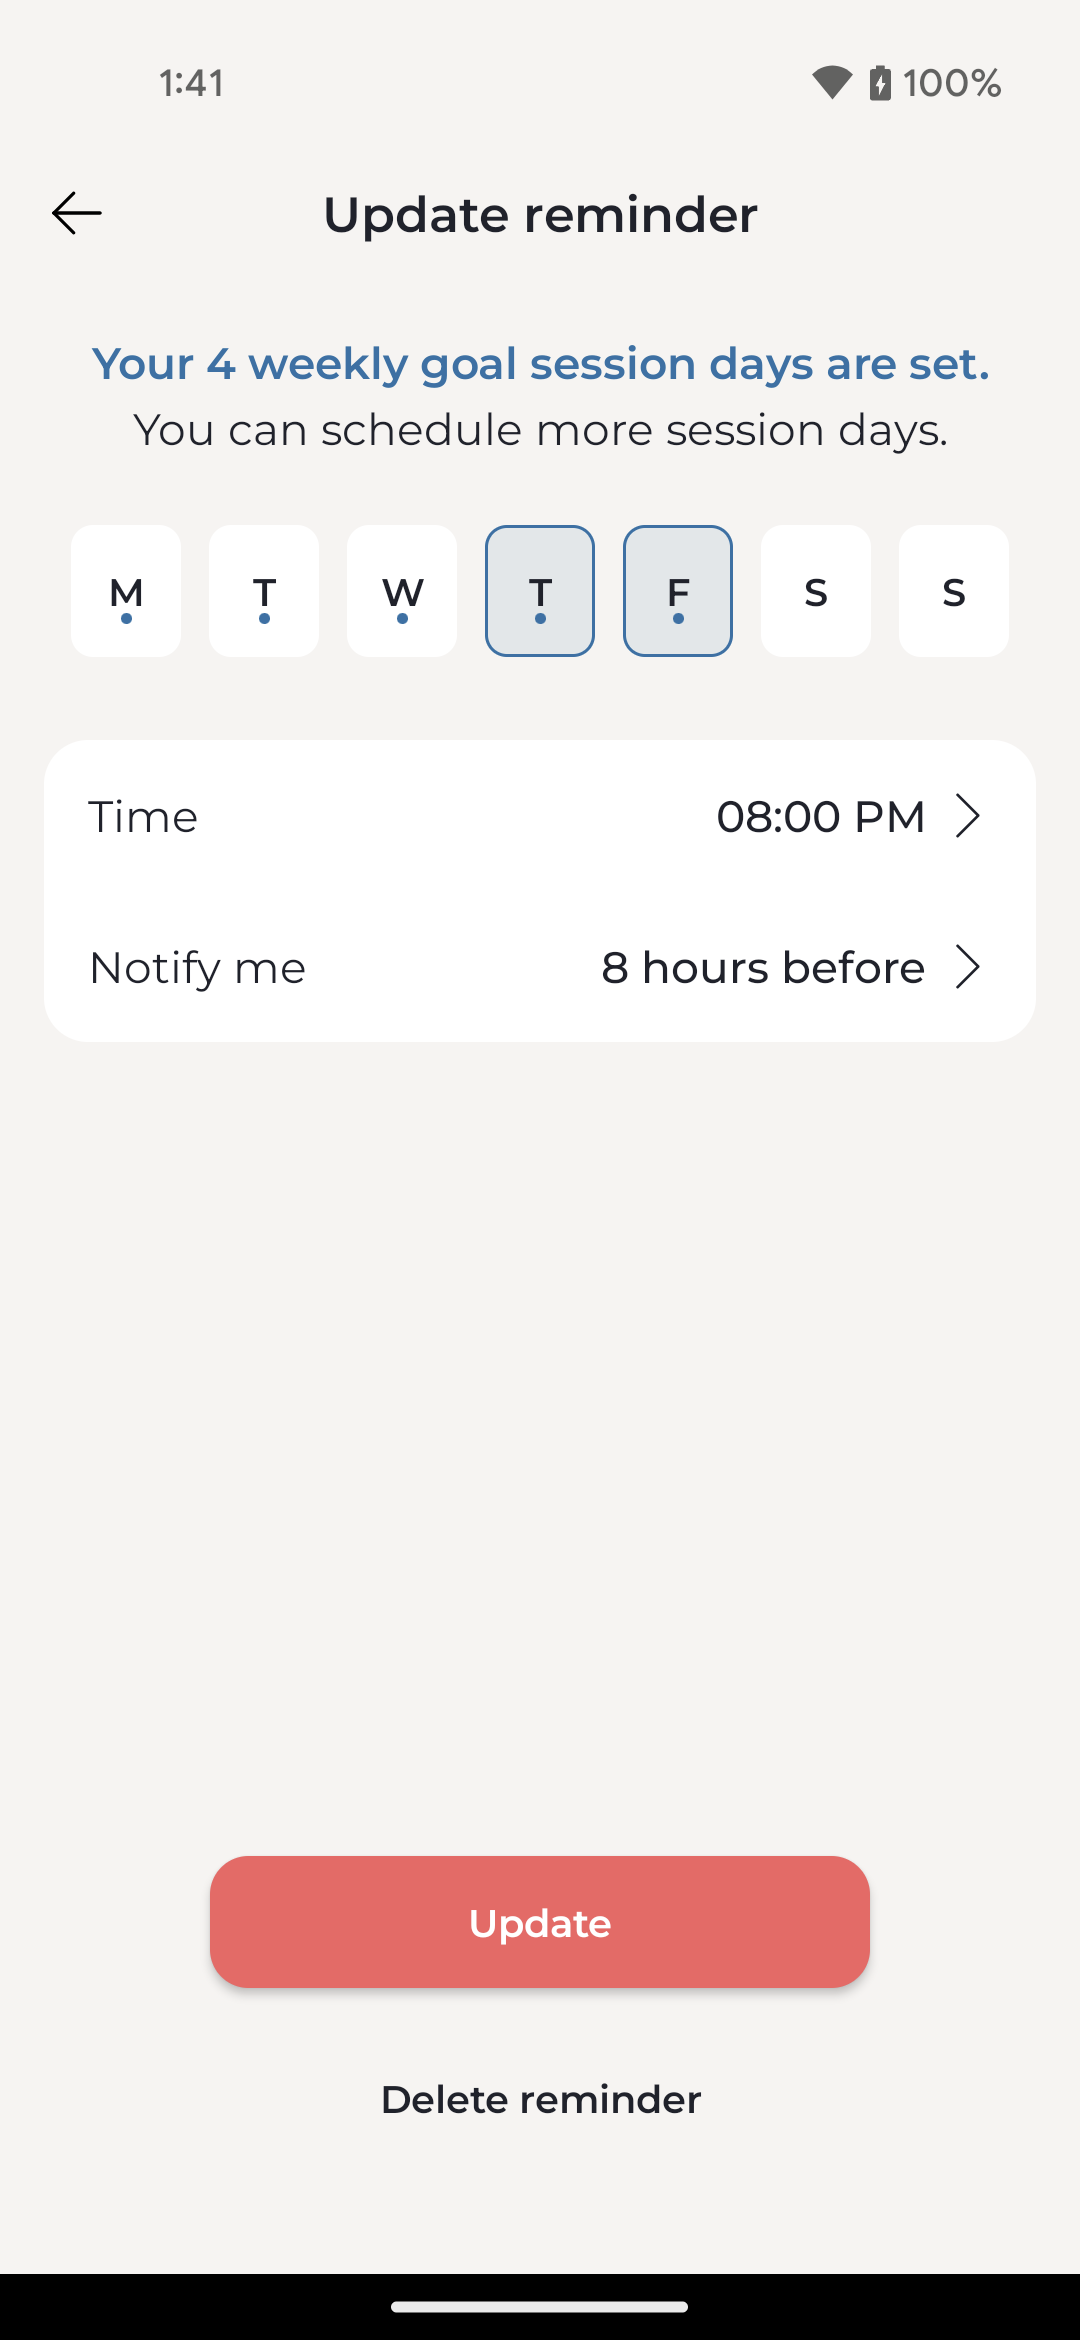 1:41 100%
Update reminder
Your 4 weekly goal session days are set.
You can schedule more session days.
M T W T F S S
Time 08:00 PM
Notify me 8 hours before
Update
Delete reminder